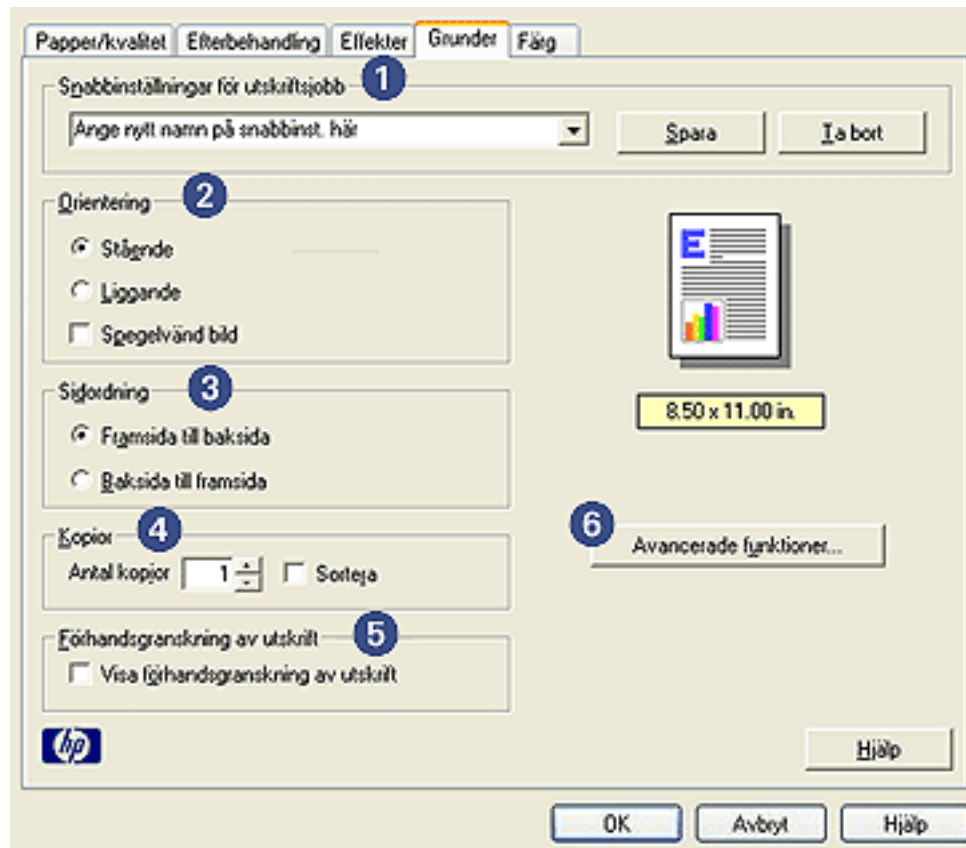 Papper/kvalitet Efterbehandling Effekter Grunder Färg
Snabbinställningar för utskriftsjobb 1
Ange nytt namn på snabbinst. här Spara Ta bort
Orientering 2
Stående
Liggande
Spegelvänd bild
E
8.50 x 11.00 in.
Sidordning 3
Framsida till baksida
Baksida till framsida
Kopior 4
Antal kopior 1 Sortera
6 Avancerade funktioner...
Förhandsgranskning av utskrift 5
Visa förhandsgranskning av utskrift
hp
Hjälp
OK Avbryt Hjälp